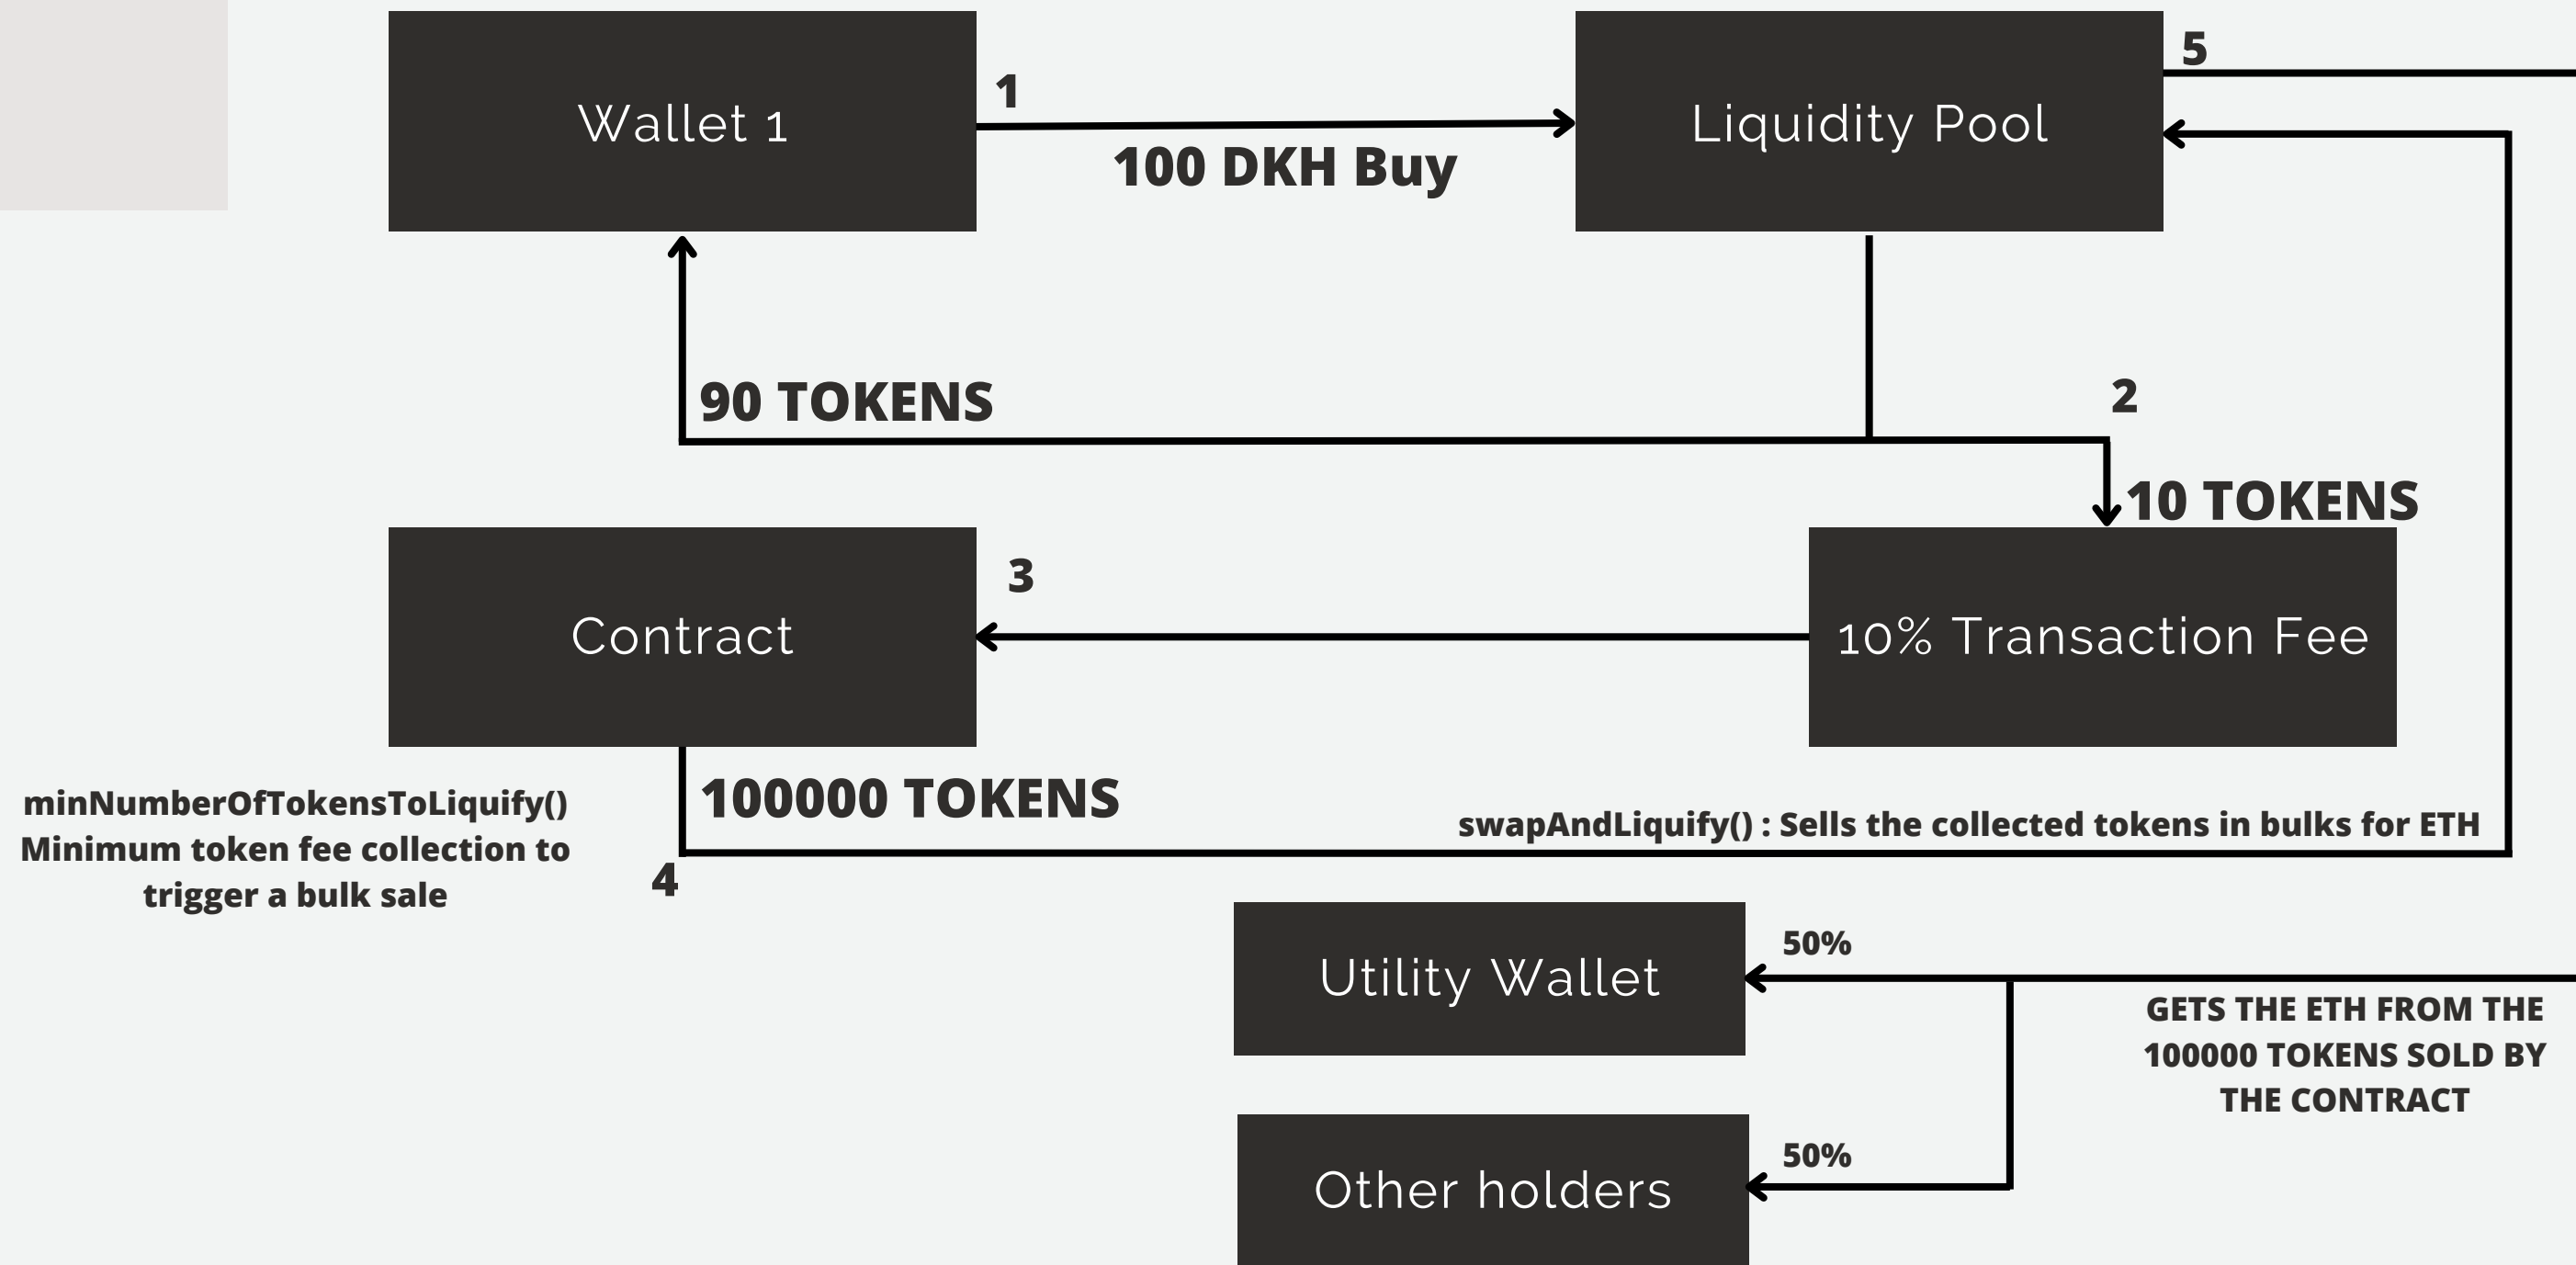 Wallet 1
1
100 DKH Buy
Liquidity Pool
5
90 TOKENS
2
10 TOKENS
Contract
3
10% Transaction Fee
100000 TOKENS
minNumberOfTokensToLiquify()
Minimum token fee collection to
trigger a bulk sale
swapAndLiquify() : Sells the collected tokens in bulks for ETH
4
Utility Wallet
50%
GETS THE ETH FROM THE
100000 TOKENS SOLD BY
THE CONTRACT
Other holders
50%